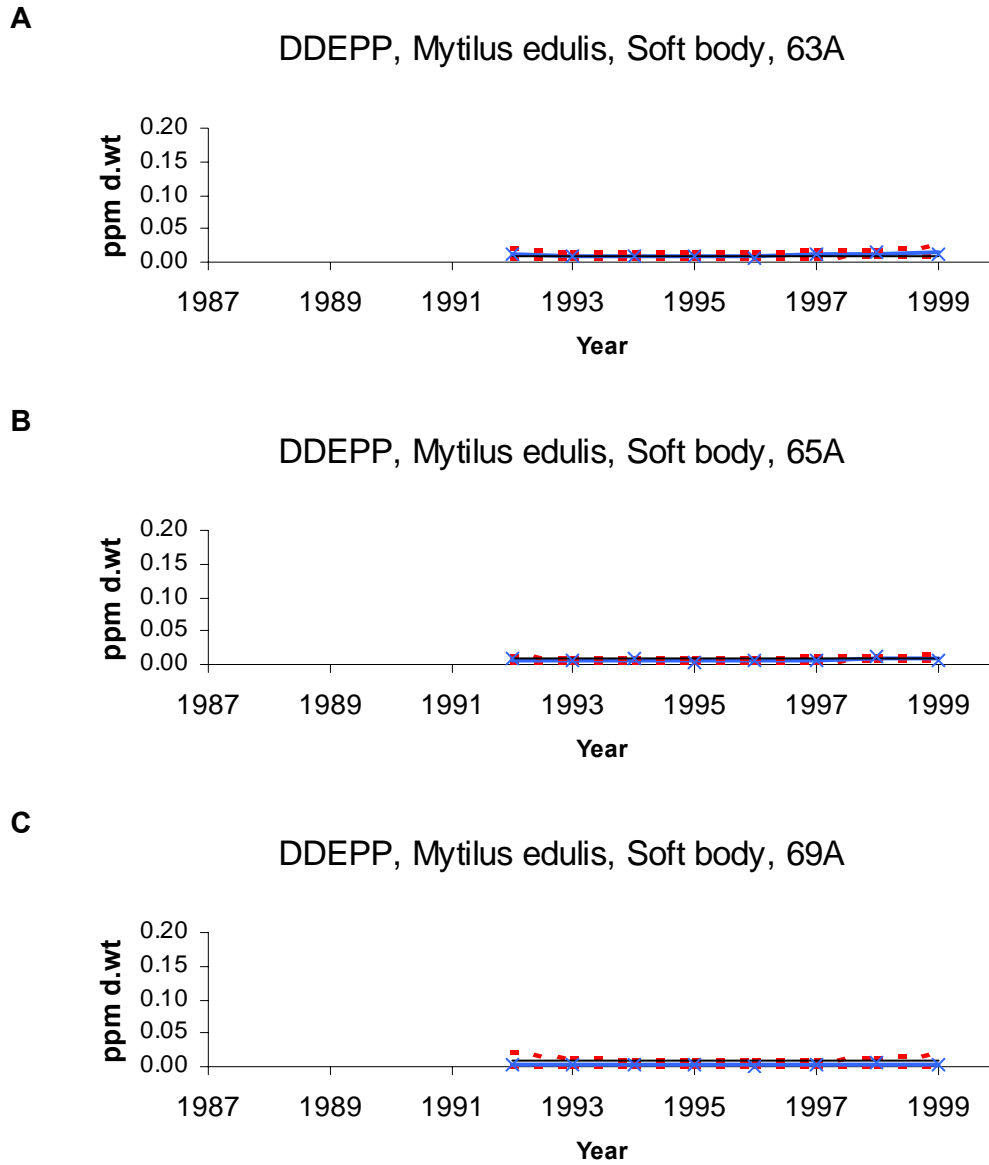 A
DDEPP, Mytilus edulis, Soft body, 63A
ppm d.wt
0.20
0.15
0.10
0.05
0.00
1987 1989 1991 1993 1995 1997 1999
Year
B
DDEPP, Mytilus edulis, Soft body, 65A
ppm d.wt
0.20
0.15
0.10
0.05
0.00
1987 1989 1991 1993 1995 1997 1999
Year
C
DDEPP, Mytilus edulis, Soft body, 69A
ppm d.wt
0.20
0.15
0.10
0.05
0.00
1987 1989 1991 1993 1995 1997 1999
Year